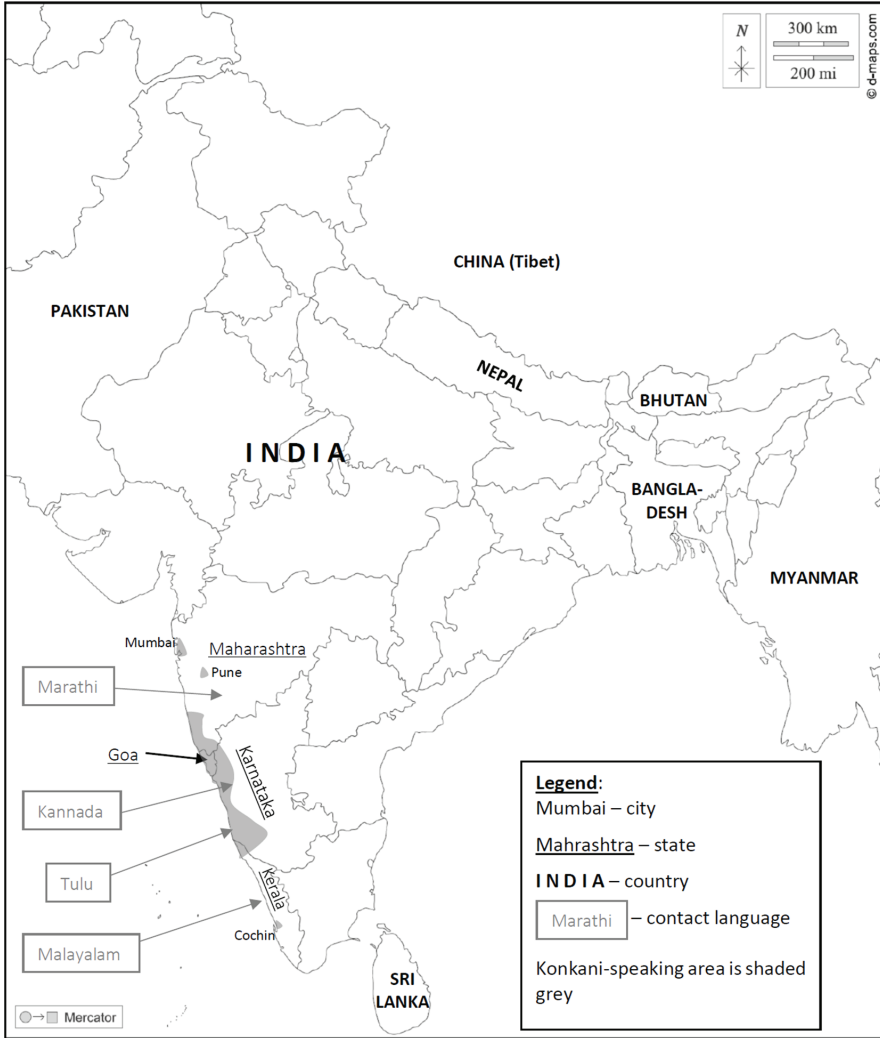 N
300 km
200 mi
© d-maps.com
CHINA (Tibet)
PAKISTAN
NEPAL
BHUTAN
INDIA
BANGLA-
DESH
MYANMAR
Mumbai
Maharashtra
Pune
Marathi
Goa
Karnataka
Kannada
Tulu
Kerala
Malayalam
Cochin
SRI
LANKA
Mercator
Legend:
Mumbai – city
Mahrashtra – state
INDIA – country
Marathi – contact language
Konkani-speaking area is shaded
grey